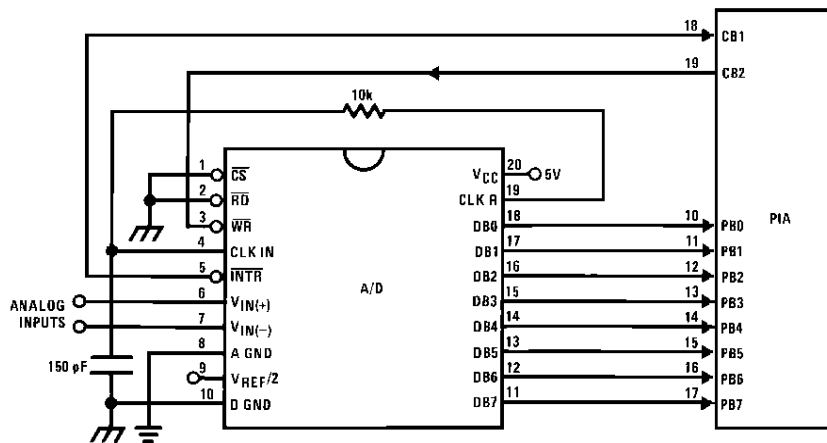 18 CB1
19 CB2
10k
1 CS
2 RD
3 WR
4 CLK IN
5 INTR
6 VIN(+)
7 VIN(−)
8 A GND
9 VREF/2
10 D GND
ANALOG
INPUTS
150 pF
A/D
VCC 20 5V
CLK R 19
DB0 18 10 PB0
DB1 17 11 PB1
DB2 16 12 PB2
DB3 15 13 PB3
DB4 14 14 PB4
DB5 13 15 PB5
DB6 12 16 PB6
DB7 11 17 PB7
PIA